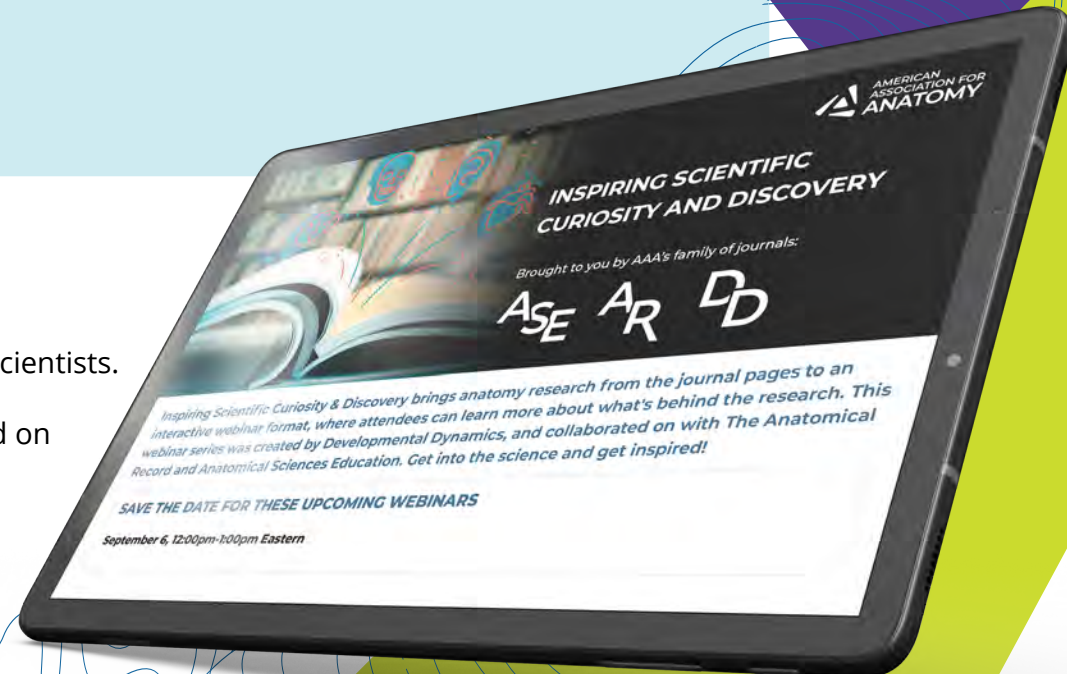 AMERICAN
ASSOCIATION FOR
ANATOMY
INSPIRING SCIENTIFIC
CURIOSITY AND DISCOVERY
Brought to you by AAA's family of journals:
ASE AR DD
cientists.
d on
Inspiring Scientific Curiosity & Discovery brings anatomy research from the journal pages to an
interactive webinar format, where attendees can learn more about what's behind the research. This
webinar series was created by Developmental Dynamics, and collaborated on with The Anatomical
Record and Anatomical Sciences Education. Get into the science and get inspired!
SAVE THE DATE FOR THESE UPCOMING WEBINARS
September 6, 12:00pm-1:00pm Eastern